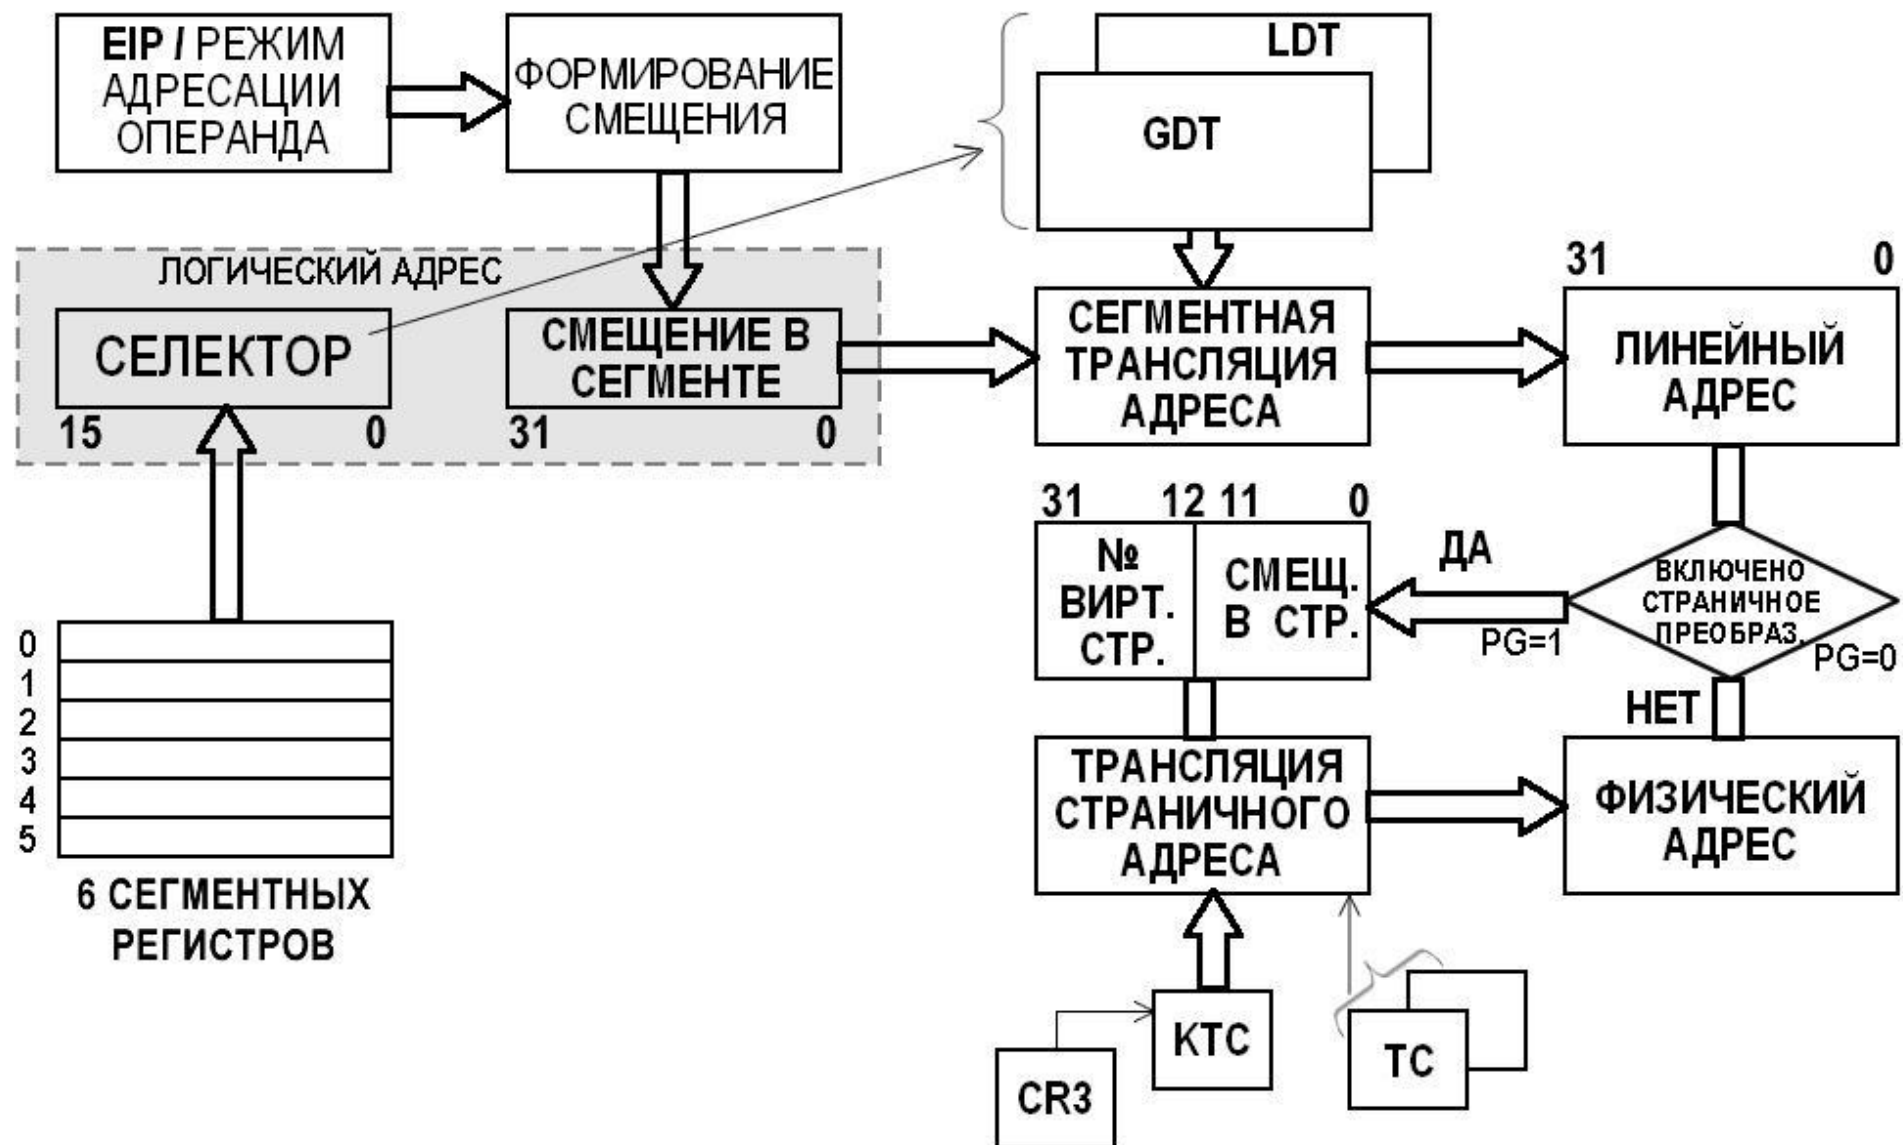 EIP / РЕЖИМ
АДРЕСАЦИИ
ОПЕРАНДА
ФОРМИРОВАНИЕ
СМЕЩЕНИЯ
LDT
GDT
ЛОГИЧЕСКИЙ АДРЕС
СЕЛЕКТОР
15 0
СМЕЩЕНИЕ В
СЕГМЕНТЕ
31 0
СЕГМЕНТНАЯ
ТРАНСЛЯЦИЯ
АДРЕСА
31 0
ЛИНЕЙНЫЙ
АДРЕС
31 12 11 0
№
ВИРТ.
СТР.
СМЕЩ.
В СТР.
ДА
PG=1
ВКЛЮЧЕНО
СТРАНИЧНОЕ
ПРЕОБРАЗ.
PG=0
НЕТ
0
1
2
3
4
5
6 СЕГМЕНТНЫХ
РЕГИСТРОВ
ТРАНСЛЯЦИЯ
СТРАНИЧНОГО
АДРЕСА
ФИЗИЧЕСКИЙ
АДРЕС
CR3
КТС
ТС